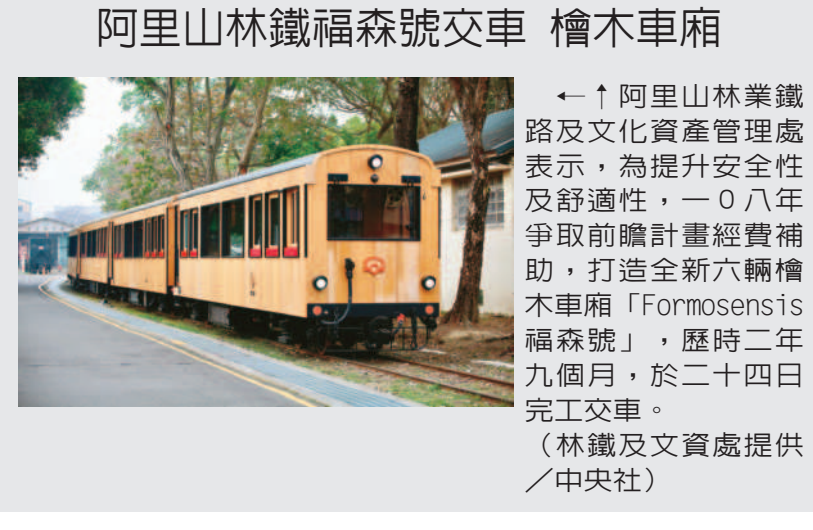 阿里山林鐵福森號交車 檜木車廂
←↑阿里山林業鐵
路及文化資產管理處
表示，為提升安全性
及舒適性，一０八年
爭取前瞻計畫經費補
助，打造全新六輛檜
木車廂「Formosensis
福森號」，歷時二年
九個月，於二十四日
完工交車。
（林鐵及文資處提供
／中央社）